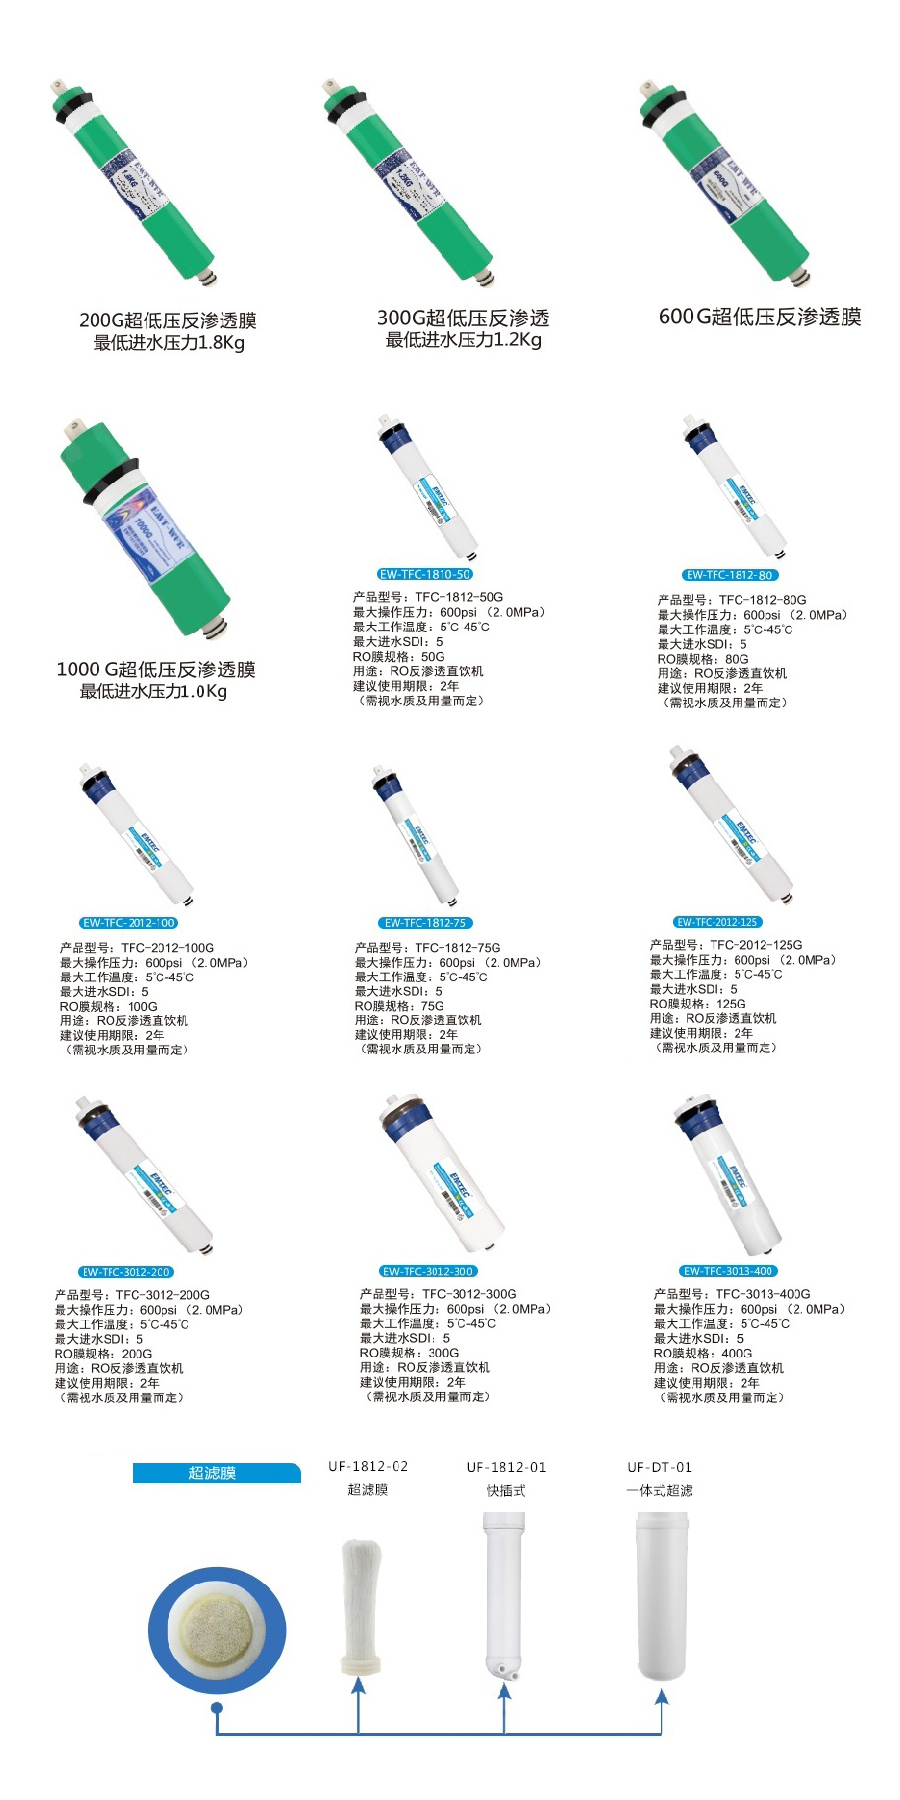 EWT-WTR
1.8KG
EWT-WTR
1.2KG
EWT-WTR
600G
200G超低压反渗透膜
最低进水压力1.8Kg
300G超低压反渗透
最低进水压力1.2Kg
600G超低压反渗透膜
EWT-WTR
1000G
1000 G超低压反渗透膜
最低进水压力1.0Kg
EMTEC
EW-TFC-1810-50
产品型号：TFC-1812-50G
最大操作压力：600psi （2.0MPa）
最大工作温度：5℃-45℃
最大进水SDI：5
RO膜规格：50G
用途：RO反渗透直饮机
建议使用期限：2年
（需视水质及用量而定）
EMTEC
EW-TFC-1812-80
产品型号：TFC-1812-80G
最大操作压力：600psi （2.0MPa）
最大工作温度：5℃-45℃
最大进水SDI：5
RO膜规格：80G
用途：RO反渗透直饮机
建议使用期限：2年
（需视水质及用量而定）
EMTEC
EW-TFC-2012-100
产品型号：TFC-2012-100G
最大操作压力：600psi （2.0MPa）
最大工作温度：5℃-45℃
最大进水SDI：5
RO膜规格：100G
用途：RO反渗透直饮机
建议使用期限：2年
（需视水质及用量而定）
EMTEC
EW-TFC-1812-75
产品型号：TFC-1812-75G
最大操作压力：600psi （2.0MPa）
最大工作温度：5℃-45℃
最大进水SDI：5
RO膜规格：75G
用途：RO反渗透直饮机
建议使用期限：2年
（需视水质及用量而定）
EMTEC
EW-TFC-2012-125
产品型号：TFC-2012-125G
最大操作压力：600psi （2.0MPa）
最大工作温度：5℃-45℃
最大进水SDI：5
RO膜规格：125G
用途：RO反渗透直饮机
建议使用期限：2年
（需视水质及用量而定）
EMTEC
EW-TFC-3012-200
产品型号：TFC-3012-200G
最大操作压力：600psi （2.0MPa）
最大工作温度：5℃-45℃
最大进水SDI：5
RO膜规格：200G
用途：RO反渗透直饮机
建议使用期限：2年
（需视水质及用量而定）
EMTEC
EW-TFC-3012-300
产品型号：TFC-3012-300G
最大操作压力：600psi （2.0MPa）
最大工作温度：5℃-45℃
最大进水SDI：5
RO膜规格：300G
用途：RO反渗透直饮机
建议使用期限：2年
（需视水质及用量而定）
EMTEC
EW-TFC-3013-400
产品型号：TFC-3013-400G
最大操作压力：600psi （2.0MPa）
最大工作温度：5℃-45℃
最大进水SDI：5
RO膜规格：400G
用途：RO反渗透直饮机
建议使用期限：2年
（需视水质及用量而定）
超滤膜
UF-1812-02
超滤膜
UF-1812-01
快插式
UF-DT-01
一体式超滤